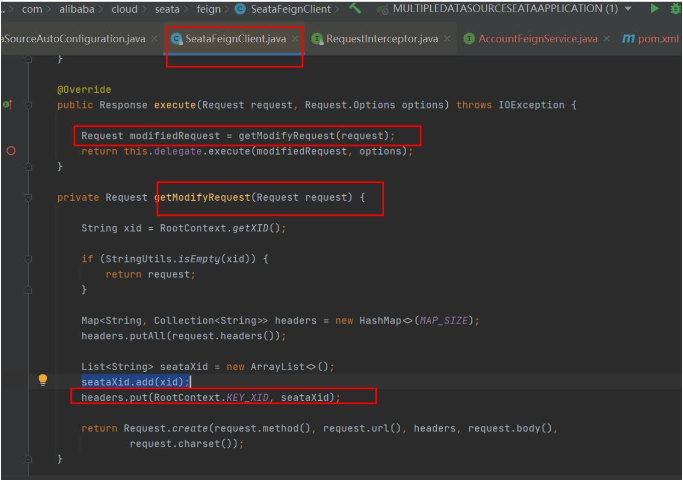 com > alibaba > cloud > seata > feign > SeataFeignClient > MULTIPLEDATASOURCESEATAAPPLICATION (1)
aSourceAutoConfiguration.java × SeataFeignClient.java × RequestInterceptor.java × AccountFeignService.java × pom.xml
}
@Override
public Response execute(Request request, Request.Options options) throws IOException {
Request modifiedRequest = getModifyRequest(request);
return this.delegate.execute(modifiedRequest, options);
}
private Request getModifyRequest(Request request) {
String xid = RootContext.getXID();
if (StringUtils.isEmpty(xid)) {
return request;
}
Map<String, Collection<String>> headers = new HashMap<>(MAP_SIZE);
headers.putAll(request.headers());
List<String> seataXid = new ArrayList<>();
seataXid.add(xid);
headers.put(RootContext.KEY_XID, seataXid);
return Request.create(request.method(), request.url(), headers, request.body(),
request.charset());
}